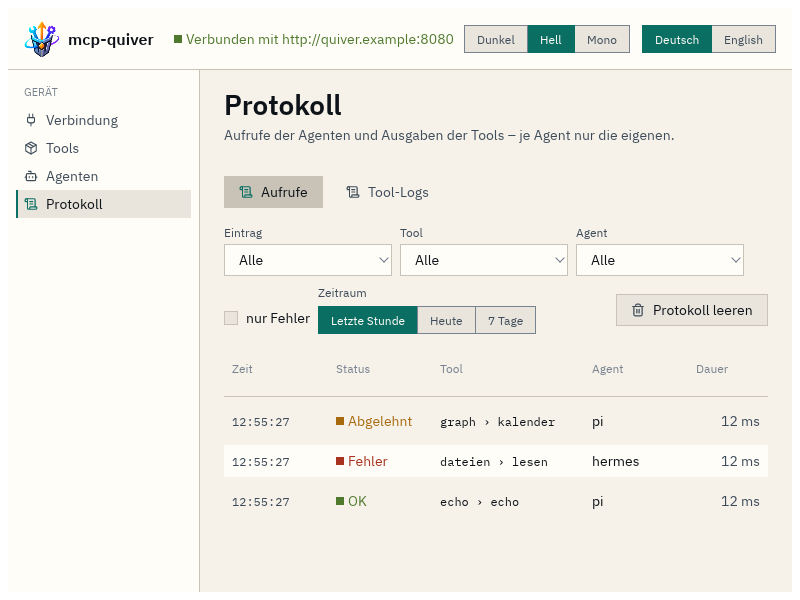 mcp-quiver
Verbunden mit http://quiver.example:8080
Dunkel Hell Mono
Deutsch English
GERÄT
Verbindung
Tools
Agenten
Protokoll
Protokoll
Aufrufe der Agenten und Ausgaben der Tools – je Agent nur die eigenen.
Aufrufe Tool-Logs
Eintrag Tool Agent
Alle Alle Alle
Zeitraum
nur Fehler Letzte Stunde Heute 7 Tage Protokoll leeren
Zeit Status Tool Agent Dauer
12:55:27 Abgelehnt graph › kalender pi 12 ms
12:55:27 Fehler dateien › lesen hermes 12 ms
12:55:27 OK echo › echo pi 12 ms